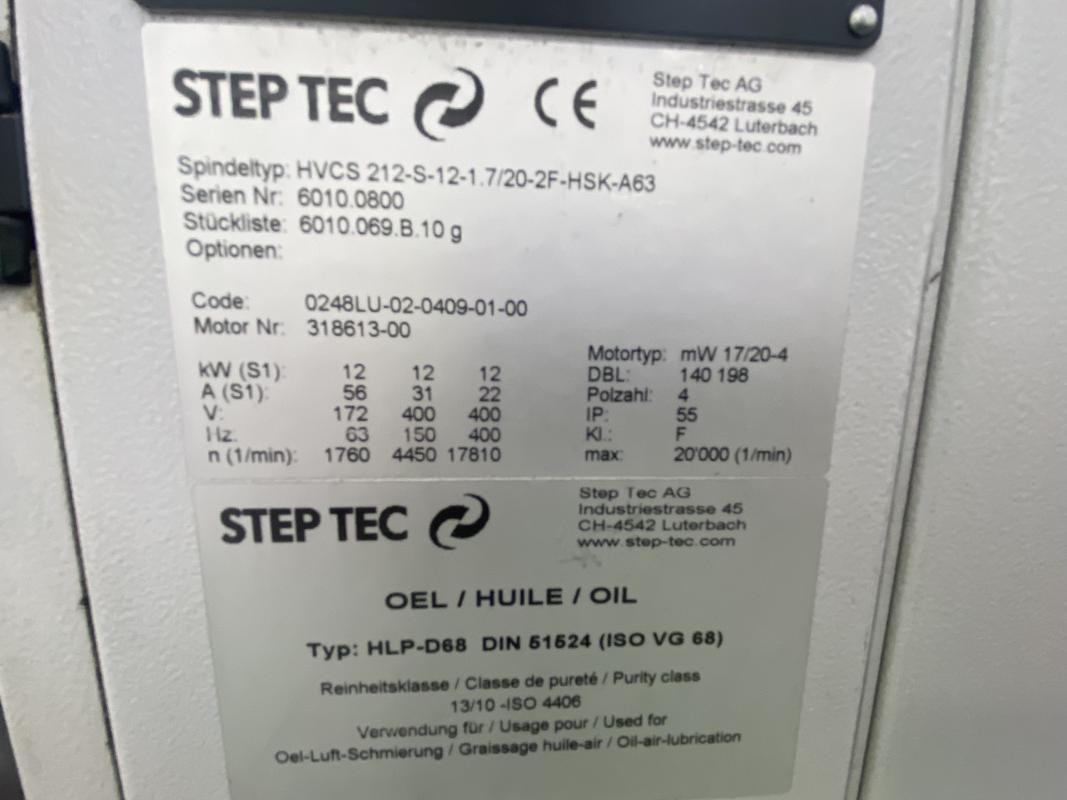 STEP TEC CE
Step Tec AG
Industriestrasse 45
CH-4542 Luterbach
www.step-tec.com
Spindeltyp: HVCS 212-S-12-1.7/20-2F-HSK-A63
Serien Nr: 6010.0800
Stückliste: 6010.069.B.10 g
Optionen:
Code: 0248LU-02-0409-01-00
Motor Nr: 318613-00
kW (S1): 12 12 12
A (S1): 56 31 22
V: 172 400 400
Hz: 63 150 400
n (1/min): 1760 4450 17810
Motortyp: mW 17/20-4
DBL: 140 198
Polzahl: 4
IP: 55
Kl.: F
max: 20'000 (1/min)
STEP TEC
Step Tec AG
Industriestrasse 45
CH-4542 Luterbach
www.step-tec.com
OEL / HUILE / OIL
Typ: HLP-D68 DIN 51524 (ISO VG 68)
Reinheitsklasse / Classe de pureté / Purity class
13/10 -ISO 4406
Verwendung für / Usage pour / Used for
Oel-Luft-Schmierung / Graissage huile-air / Oil-air-lubrication